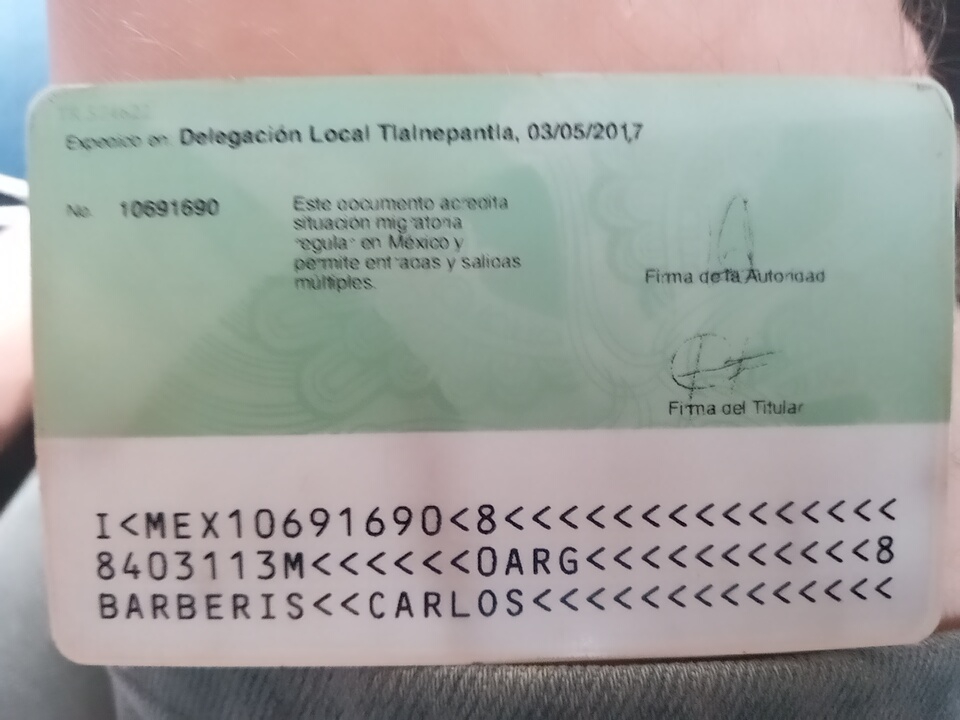 Expedido en: Delegación Local Tlalnepantla, 03/05/2017
No. 10691690
Este documento acredita
situación migratoria
regular en México y
permite entradas y salidas
múltiples.
Firma de la Autoridad
Firma del Titular
I<MEX10691690<8<<<<<<<<<<<<<<<
8403113M<<<<<<0ARG<<<<<<<<<<<8
BARBERIS<<CARLOS<<<<<<<<<<<<<<